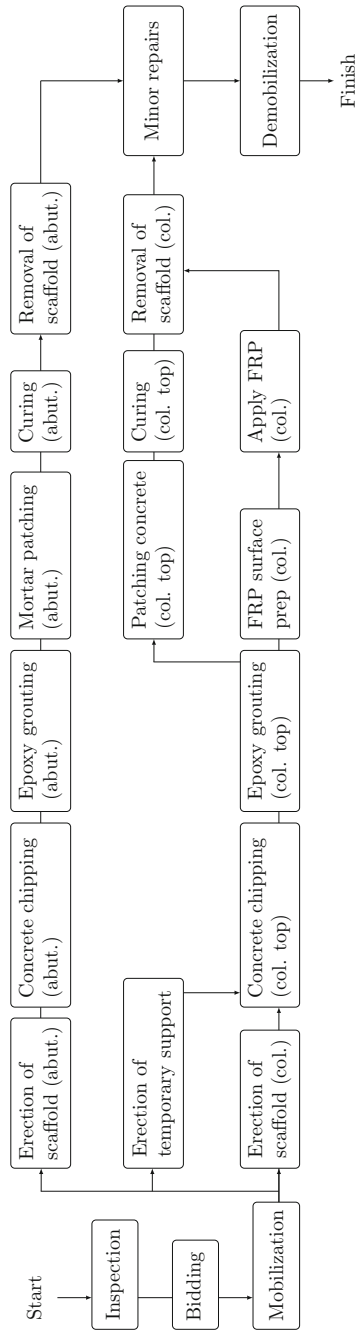 Start
Inspection
Bidding
Mobilization
Erection of
scaffold (abut.)
Concrete chipping
(abut.)
Epoxy grouting
(abut.)
Mortar patching
(abut.)
Curing
(abut.)
Removal of
scaffold (abut.)
Erection of
temporary support
Patching concrete
(col. top)
Curing
(col. top)
Removal of
scaffold (col.)
Minor repairs
Erection of
scaffold (col.)
Concrete chipping
(col. top)
Epoxy grouting
(col. top)
FRP surface
prep (col.)
Apply FRP
(col.)
Demobilization
Finish